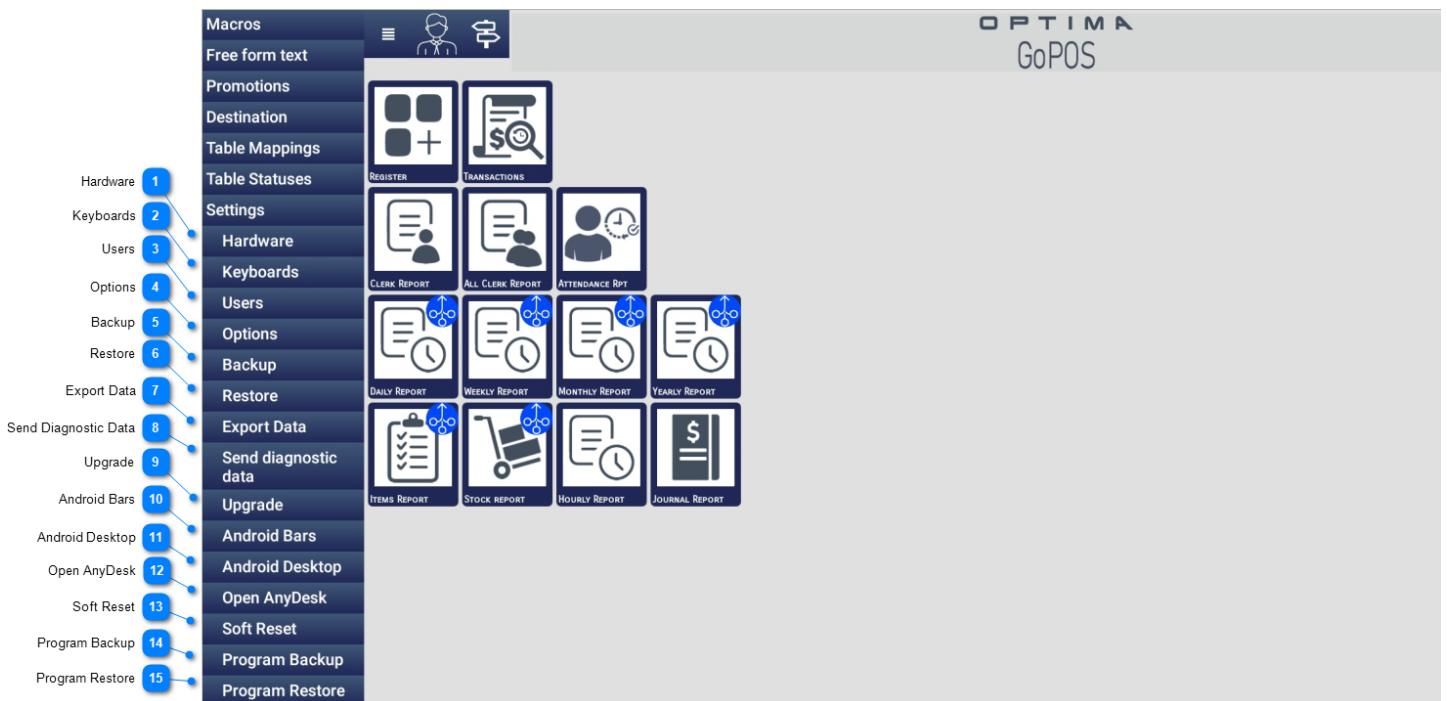 Hardware 1
Keyboards 2
Users 3
Options 4
Backup 5
Restore 6
Export Data 7
Send Diagnostic Data 8
Upgrade 9
Android Bars 10
Android Desktop 11
Open AnyDesk 12
Soft Reset 13
Program Backup 14
Program Restore 15
Macros
Free form text
Promotions
Destination
Table Mappings
Table Statuses
Settings
Hardware
Keyboards
Users
Options
Backup
Restore
Export Data
Send diagnostic
data
Upgrade
Android Bars
Android Desktop
Open AnyDesk
Soft Reset
Program Backup
Program Restore
OPTIMA
GoPOS
$
Register Transactions
Clerk Report All Clerk Report Attendance Rpt
Daily Report Weekly Report Monthly Report Yearly Report
$
Items Report Stock report Hourly Report Journal Report